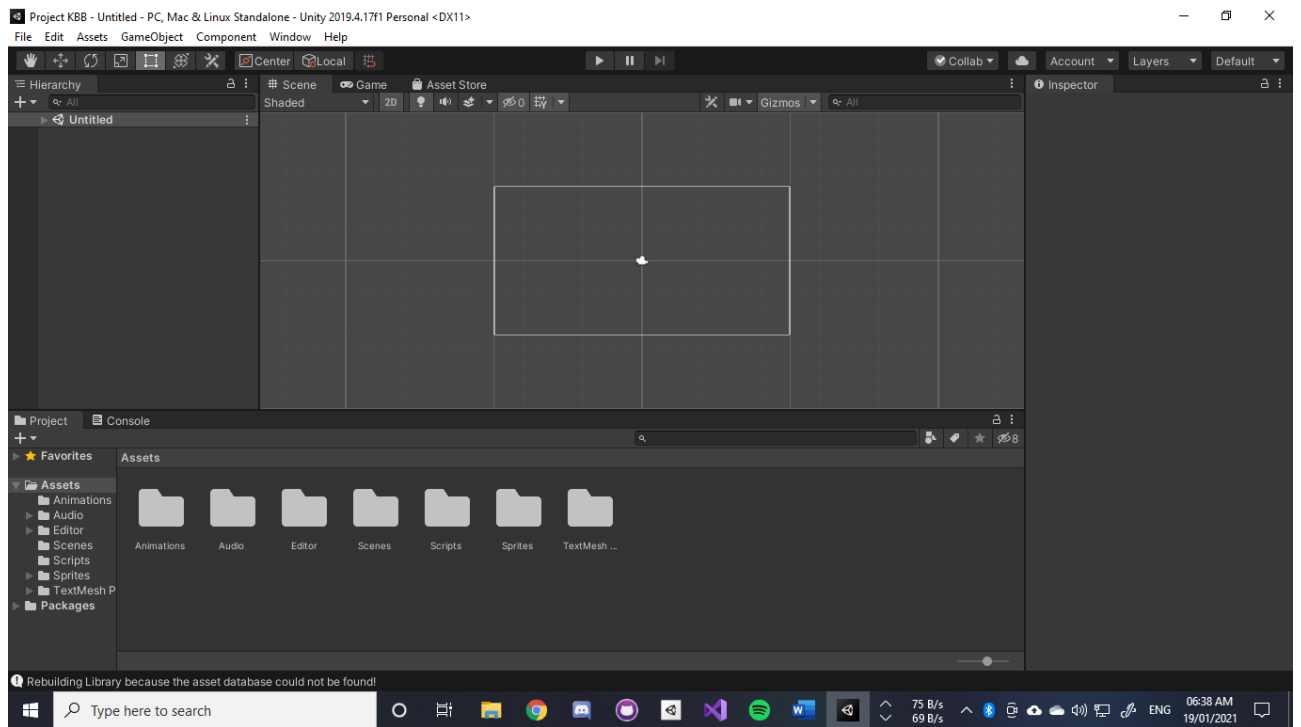 Project KBB - Untitled - PC, Mac & Linux Standalone - Unity 2019.4.17f1 Personal <DX11>
File Edit Assets GameObject Component Window Help
Center Local Collab Account Layers Default
Hierarchy # Scene Game Asset Store Inspector
All Shaded 2D 0 Gizmos All
Untitled
Project Console
8
Favorites Assets
Assets
Animations
Audio
Editor
Scenes
Scripts
Sprites
TextMesh P
Packages
Animations Audio Editor Scenes Scripts Sprites TextMesh ...
Rebuilding Library because the asset database could not be found!
Type here to search 75 B/s ENG 06:38 AM
69 B/s 19/01/2021